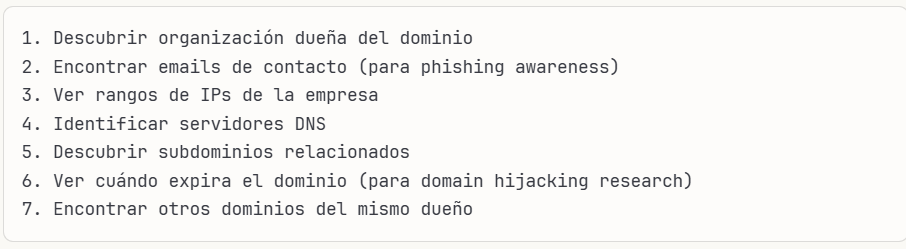 1. Descubrir organización dueña del dominio
2. Encontrar emails de contacto (para phishing awareness)
3. Ver rangos de IPs de la empresa
4. Identificar servidores DNS
5. Descubrir subdominios relacionados
6. Ver cuándo expira el dominio (para domain hijacking research)
7. Encontrar otros dominios del mismo dueño